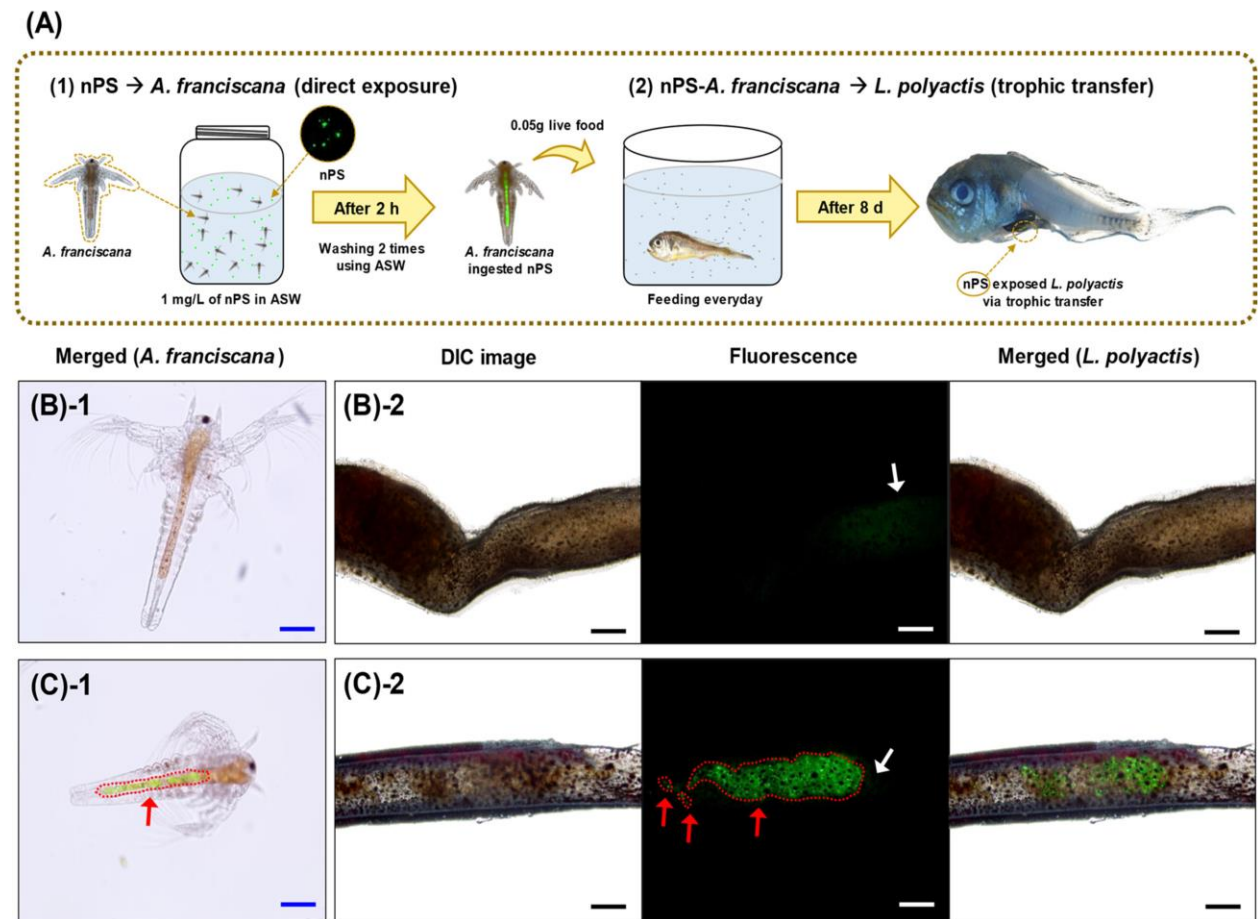 (A)
(1) nPS → A. franciscana (direct exposure)
(2) nPS-A. franciscana → L. polyactis (trophic transfer)
0.05g live food
nPS
After 2 h
After 8 d
A. franciscana
Washing 2 times
using ASW
A. franciscana
ingested nPS
1 mg/L of nPS in ASW
Feeding everyday
nPS exposed L. polyactis
via trophic transfer
Merged (A. franciscana)
DIC image
Fluorescence
Merged (L. polyactis)
(B)-1
(B)-2
(C)-1
(C)-2